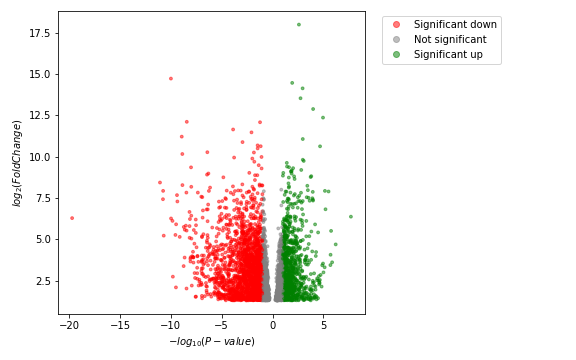 Significant down
Not significant
Significant up
17.5
15.0
12.5
10.0
7.5
5.0
2.5
log₂(FoldChange)
−20
−15
−10
−5
0
5
−log₁₀(P − value)